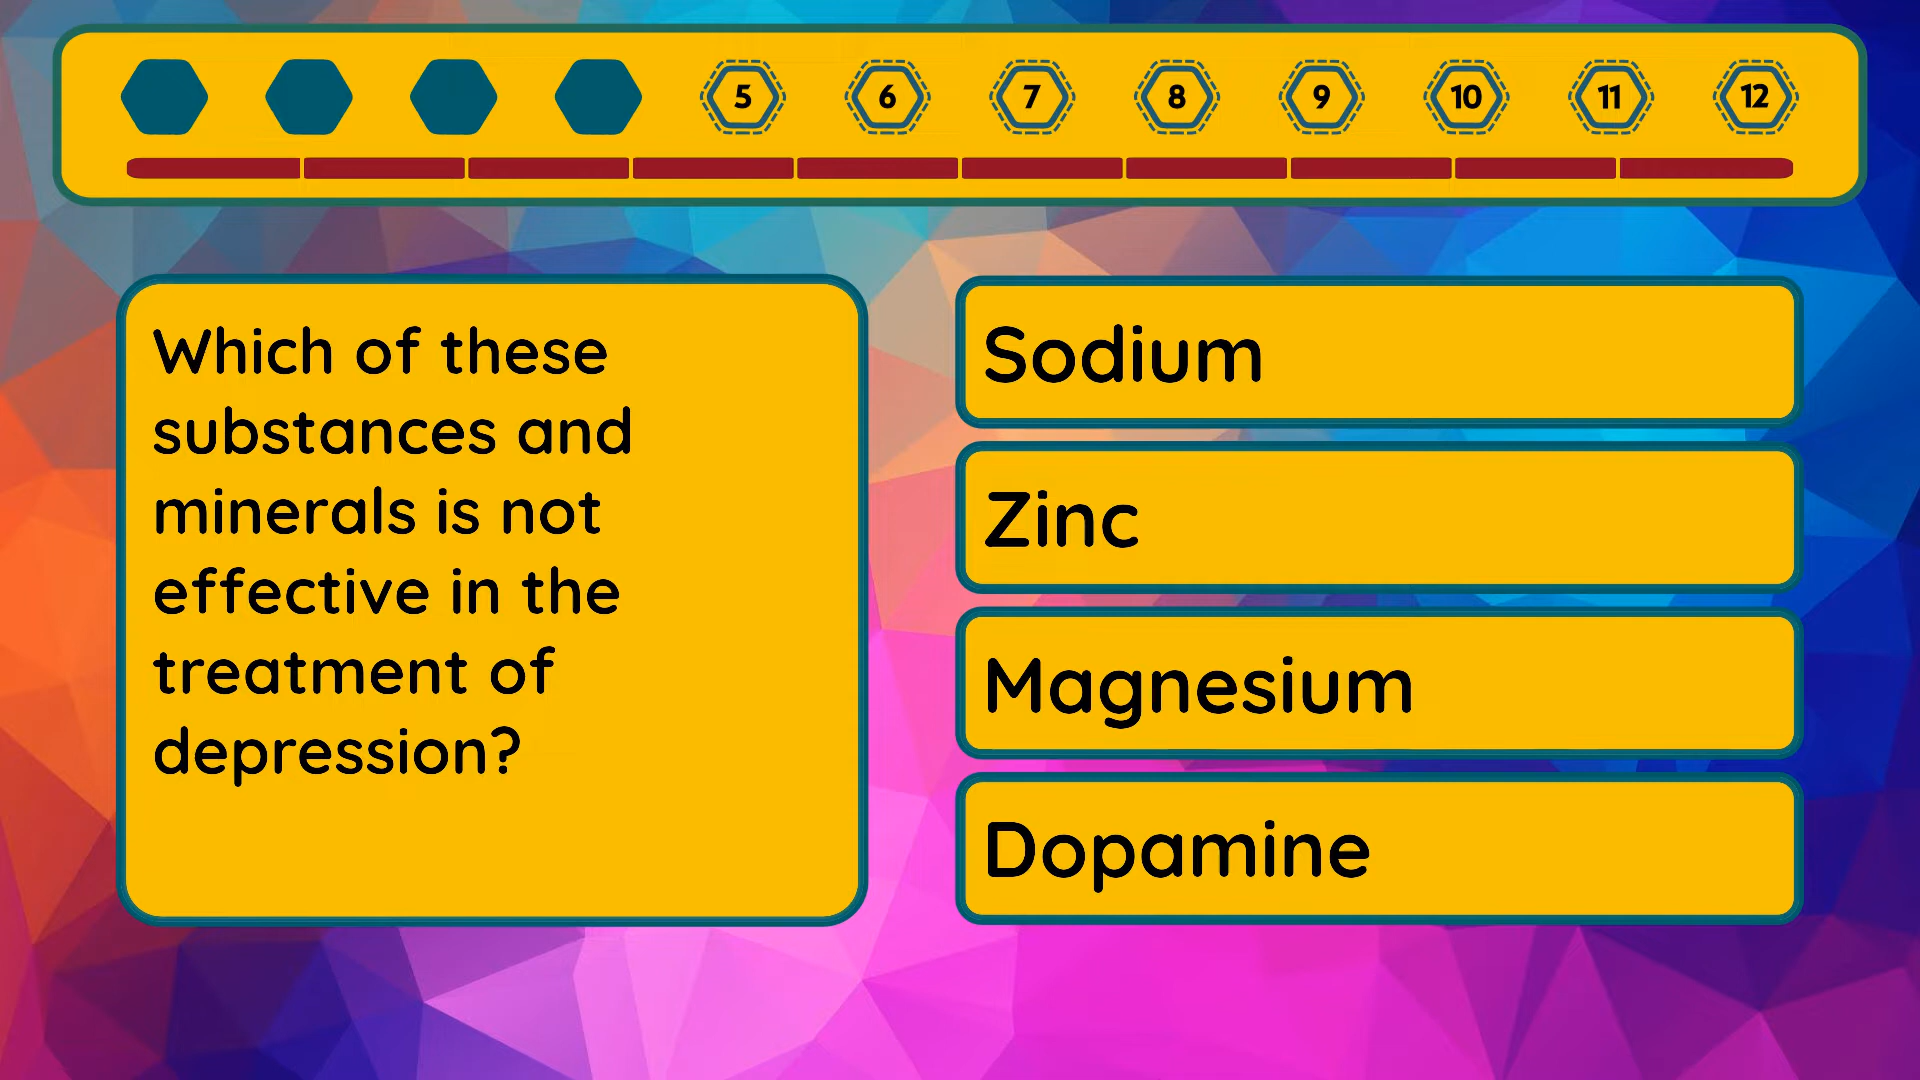 5 6 7 8 9 10 11 12
Which of these
substances and
minerals is not
effective in the
treatment of
depression?
Sodium
Zinc
Magnesium
Dopamine